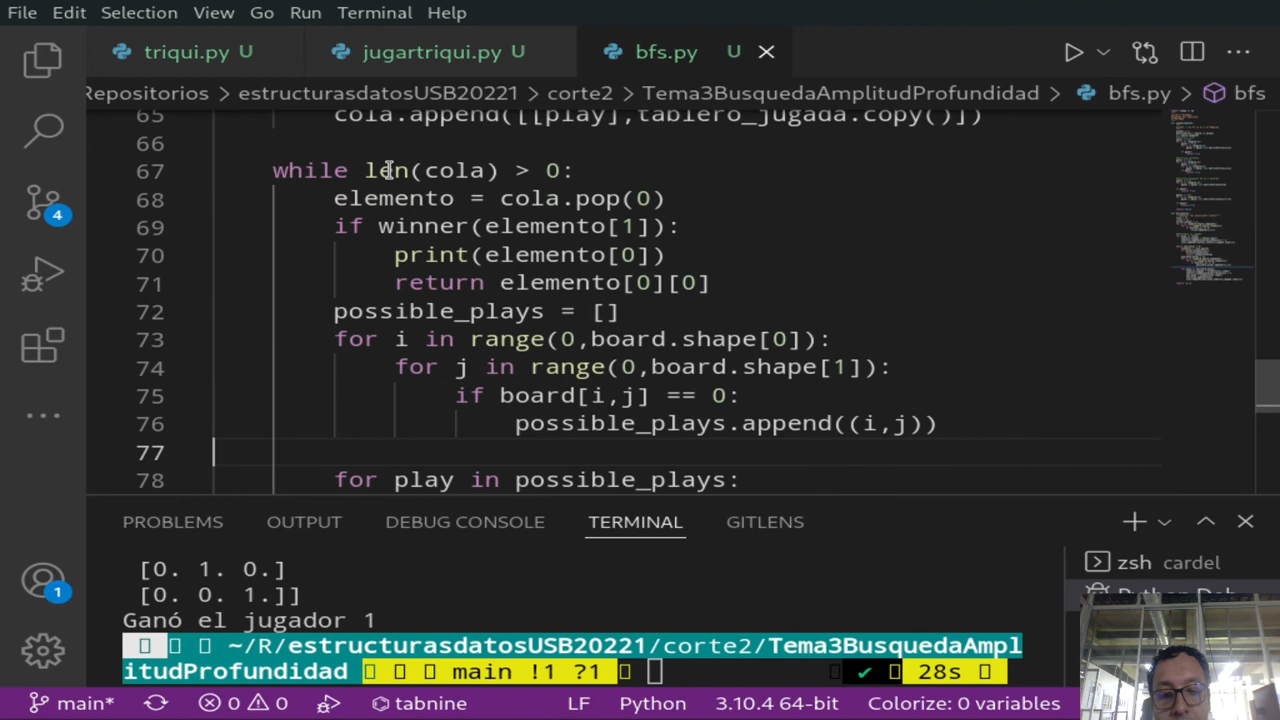 File Edit Selection View Go Run Terminal Help
triqui.py U jugartriqui.py U bfs.py U
Repositorios > estructurasdatosUSB20221 > corte2 > Tema3BusquedaAmplitudProfundidad > bfs.py > bfs
65 cola.append([[play],tablero_jugada.copy()])
66
67 while len(cola) > 0:
68 elemento = cola.pop(0)
69 if winner(elemento[1]):
70 print(elemento[0])
71 return elemento[0][0]
72 possible_plays = []
73 for i in range(0,board.shape[0]):
74 for j in range(0,board.shape[1]):
75 if board[i,j] == 0:
76 possible_plays.append((i,j))
77
78 for play in possible_plays:
PROBLEMS OUTPUT DEBUG CONSOLE TERMINAL GITLENS
[0. 1. 0.]
[0. 0. 1.]]
Ganó el jugador 1
~/R/estructurasdatosUSB20221/corte2/Tema3BusquedaAmpl
itudProfundidad main !1 ?1 ✔ 28s
zsh cardel
Python Deb
4
1
main* 0 0 tabnine LF Python 3.10.4 64-bit Colorize: 0 variables